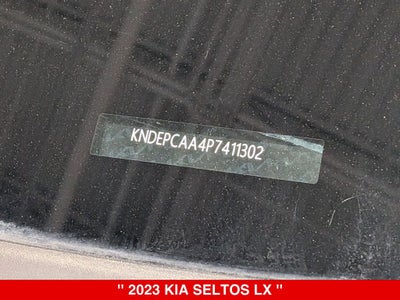 KNDEPCAA4P7411302
" 2023 KIA SELTOS LX "